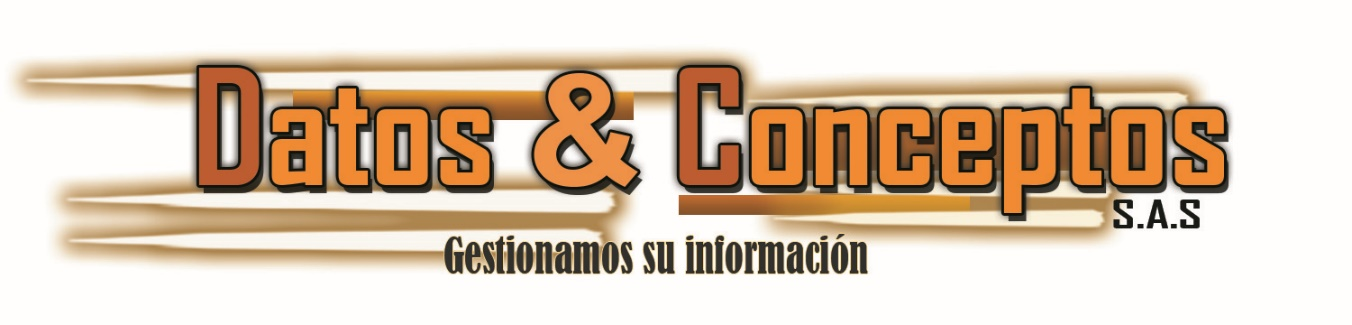 Datos & Conceptos
S.A.S
Gestionamos su información